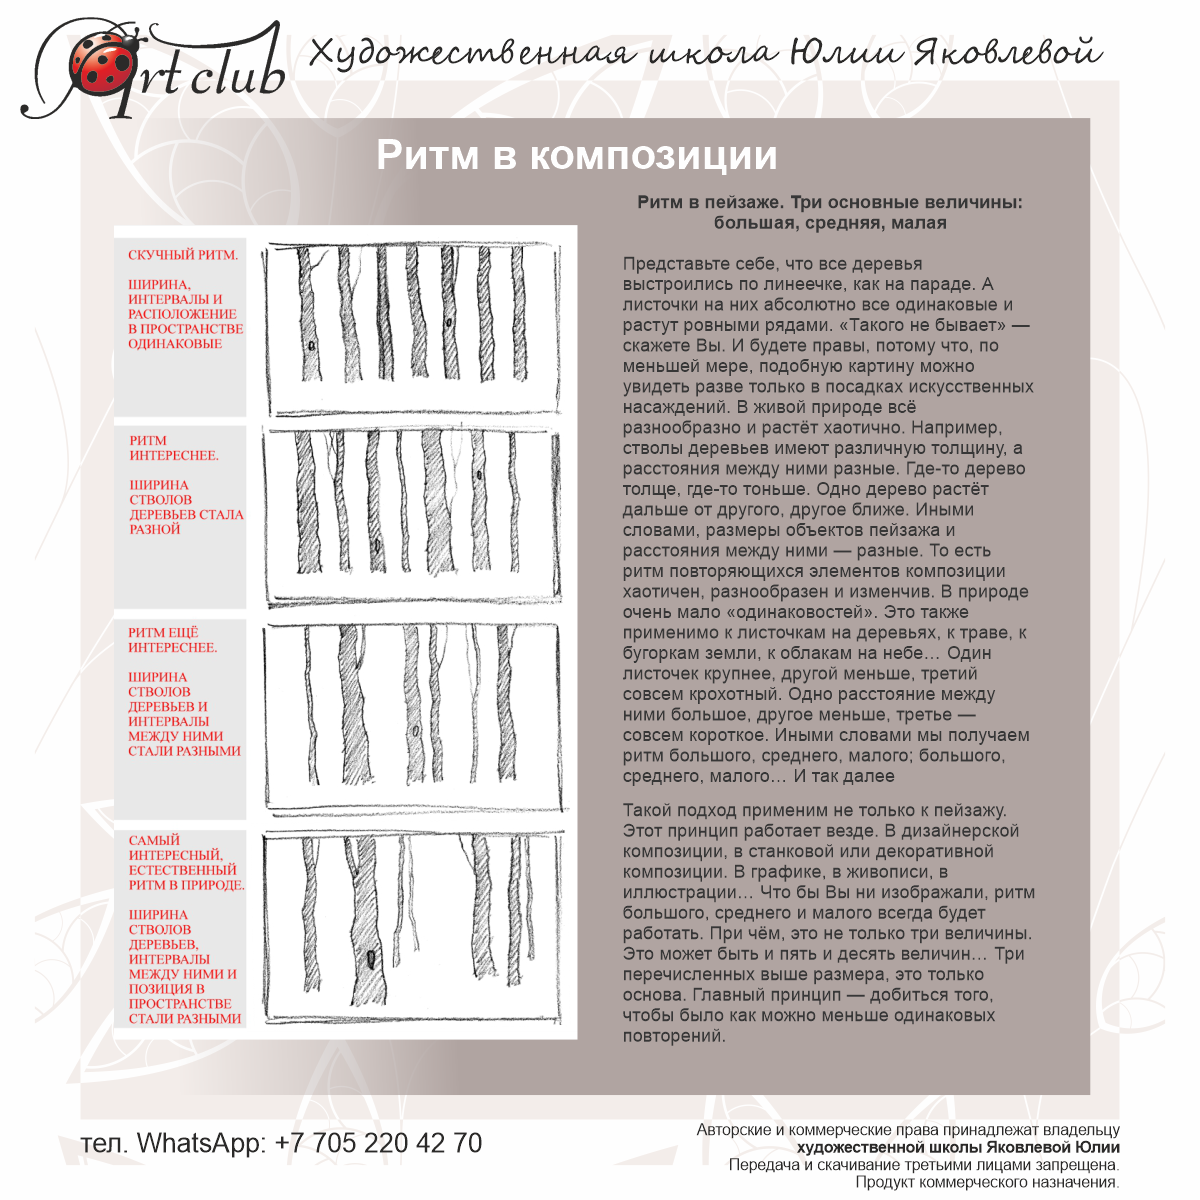 Art club
Художественная школа Юлии Яковлевой
Ритм в композиции
СКУЧНЫЙ РИТМ.
ШИРИНА,
ИНТЕРВАЛЫ И
РАСПОЛОЖЕНИЕ
В ПРОСТРАНСТВЕ
ОДИНАКОВЫЕ
РИТМ
ИНТЕРЕСНЕЕ.
ШИРИНА
СТВОЛОВ
ДЕРЕВЬЕВ СТАЛА
РАЗНОЙ
РИТМ ЕЩЁ
ИНТЕРЕСНЕЕ.
ШИРИНА
СТВОЛОВ
ДЕРЕВЬЕВ И
ИНТЕРВАЛЫ
МЕЖДУ НИМИ
СТАЛИ РАЗНЫМИ
САМЫЙ
ИНТЕРЕСНЫЙ,
ЕСТЕСТВЕННЫЙ
РИТМ В ПРИРОДЕ.
ШИРИНА
СТВОЛОВ
ДЕРЕВЬЕВ,
ИНТЕРВАЛЫ
МЕЖДУ НИМИ И
ПОЗИЦИЯ В
ПРОСТРАНСТВЕ
СТАЛИ РАЗНЫМИ
Ритм в пейзаже. Три основные величины:
большая, средняя, малая
Представьте себе, что все деревья
выстроились по линеечке, как на параде. А
листочки на них абсолютно все одинаковые и
растут ровными рядами. «Такого не бывает» —
скажете Вы. И будете правы, потому что, по
меньшей мере, подобную картину можно
увидеть разве только в посадках искусственных
насаждений. В живой природе всё
разнообразно и растёт хаотично. Например,
стволы деревьев имеют различную толщину, а
расстояния между ними разные. Где-то дерево
толще, где-то тоньше. Одно дерево растёт
дальше от другого, другое ближе. Иными
словами, размеры объектов пейзажа и
расстояния между ними — разные. То есть
ритм повторяющихся элементов композиции
хаотичен, разнообразен и изменчив. В природе
очень мало «одинаковостей». Это также
применимо к листочкам на деревьях, к траве, к
бугоркам земли, к облакам на небе… Один
листочек крупнее, другой меньше, третий
совсем крохотный. Одно расстояние между
ними большое, другое меньше, третье —
совсем короткое. Иными словами мы получаем
ритм большого, среднего, малого; большого,
среднего, малого… И так далее
Такой подход применим не только к пейзажу.
Этот принцип работает везде. В дизайнерской
композиции, в станковой или декоративной
композиции. В графике, в живописи, в
иллюстрации… Что бы Вы ни изображали, ритм
большого, среднего и малого всегда будет
работать. При чём, это не только три величины.
Это может быть и пять и десять величин… Три
перечисленных выше размера, это только
основа. Главный принцип — добиться того,
чтобы было как можно меньше одинаковых
повторений.
тел. WhatsApp: +7 705 220 42 70
Авторские и коммерческие права принадлежат владельцу
художественной школы Яковлевой Юлии
Передача и скачивание третьими лицами запрещена.
Продукт коммерческого назначения.